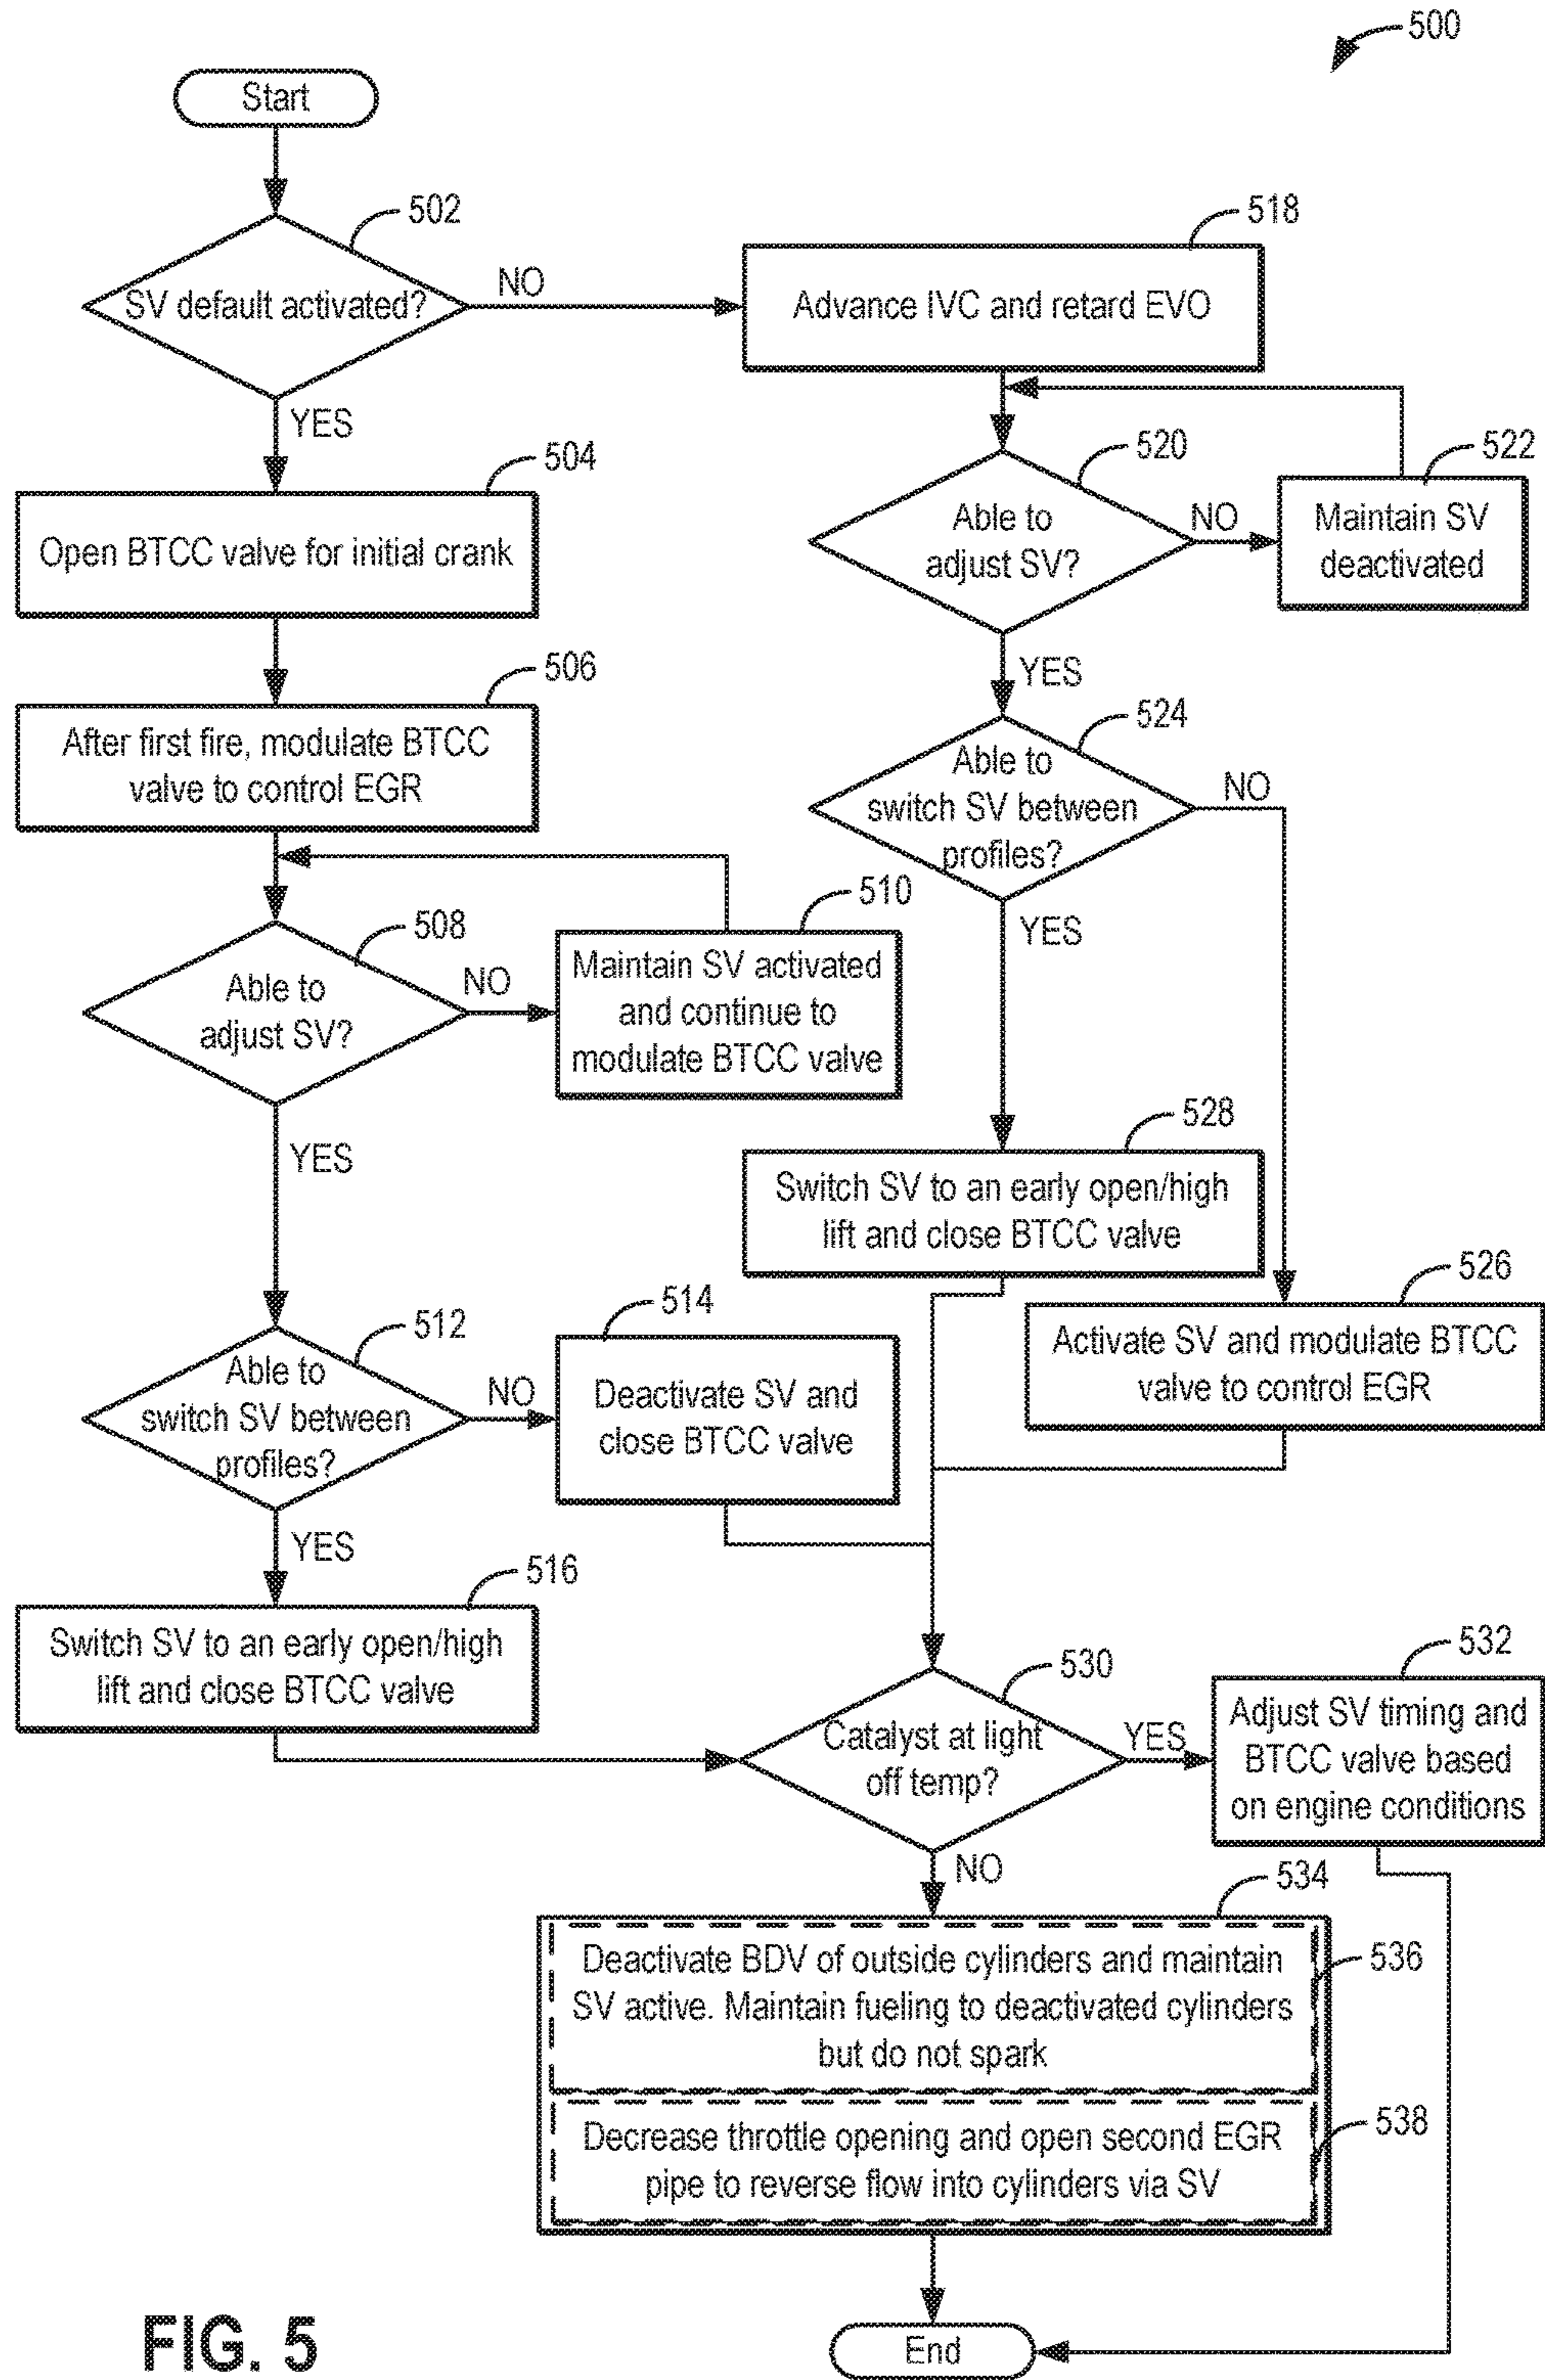 500
Start
502
SV default activated?
NO
YES
518
Advance IVC and retard EVO
504
Open BTCC valve for initial crank
520
Able to
adjust SV?
NO
YES
522
Maintain SV
deactivated
506
After first fire, modulate BTCC
valve to control EGR
524
Able to
switch SV between
profiles?
NO
YES
508
Able to
adjust SV?
NO
YES
510
Maintain SV activated
and continue to
modulate BTCC valve
528
Switch SV to an early open/high
lift and close BTCC valve
526
Activate SV and modulate BTCC
valve to control EGR
512
Able to
switch SV between
profiles?
NO
YES
514
Deactivate SV and
close BTCC valve
516
Switch SV to an early open/high
lift and close BTCC valve
530
Catalyst at light
off temp?
YES
NO
532
Adjust SV timing and
BTCC valve based
on engine conditions
534
Deactivate BDV of outside cylinders and maintain
SV active. Maintain fueling to deactivated cylinders
but do not spark
536
Decrease throttle opening and open second EGR
pipe to reverse flow into cylinders via SV
538
End
FIG. 5